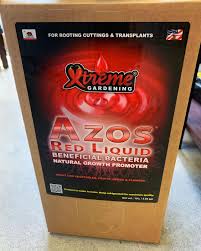 FOR ROOTING CUTTINGS & TRANSPLANTS
Xtreme
GARDENING
AZOS
RED LIQUID
BENEFICIAL BACTERIA
NATURAL GROWTH PROMOTER